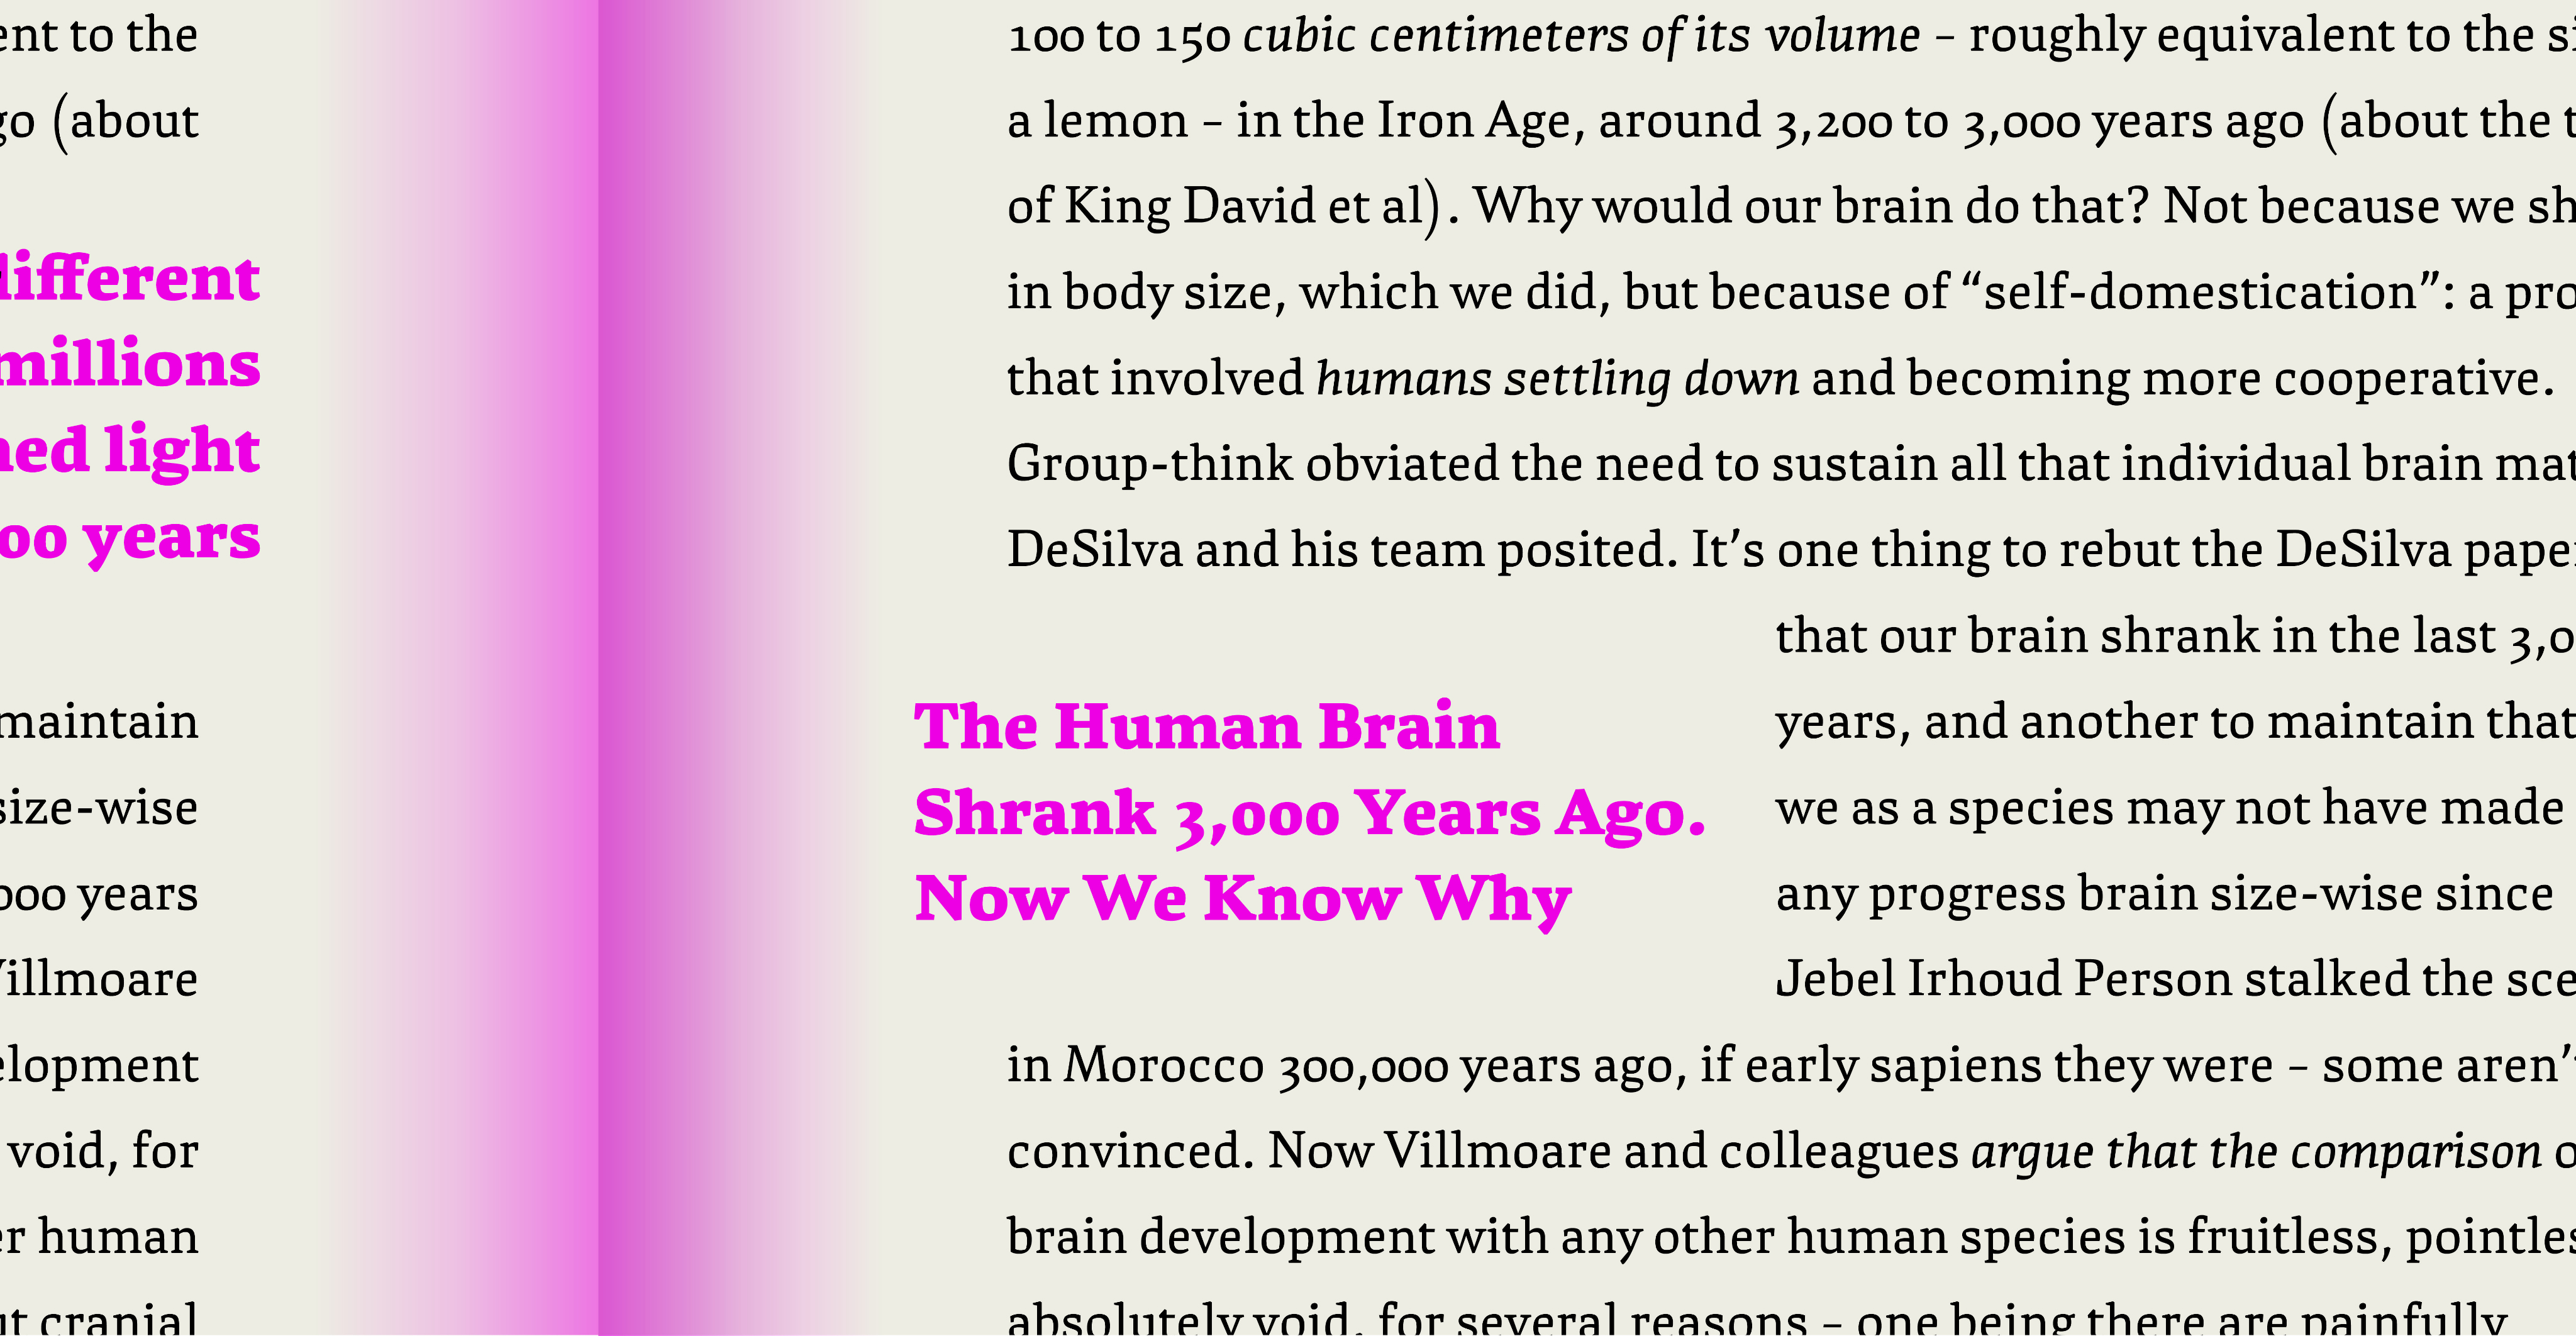 ent to the
go (about
different
millions
ned light
00 years
maintain
size-wise
000 years
Villmoare
elopment
void, for
er human
ut cranial
100 to 150 cubic centimeters of its volume – roughly equivalent to the si
a lemon – in the Iron Age, around 3,200 to 3,000 years ago (about the t
of King David et al). Why would our brain do that? Not because we sh
in body size, which we did, but because of “self-domestication”: a pro
that involved humans settling down and becoming more cooperative.
Group-think obviated the need to sustain all that individual brain mat
DeSilva and his team posited. It’s one thing to rebut the DeSilva paper
that our brain shrank in the last 3,0
years, and another to maintain that
we as a species may not have made
any progress brain size-wise since
Jebel Irhoud Person stalked the sce
The Human Brain
Shrank 3,000 Years Ago.
Now We Know Why
in Morocco 300,000 years ago, if early sapiens they were – some aren’t
convinced. Now Villmoare and colleagues argue that the comparison o
brain development with any other human species is fruitless, pointles
absolutely void, for several reasons – one being there are painfully